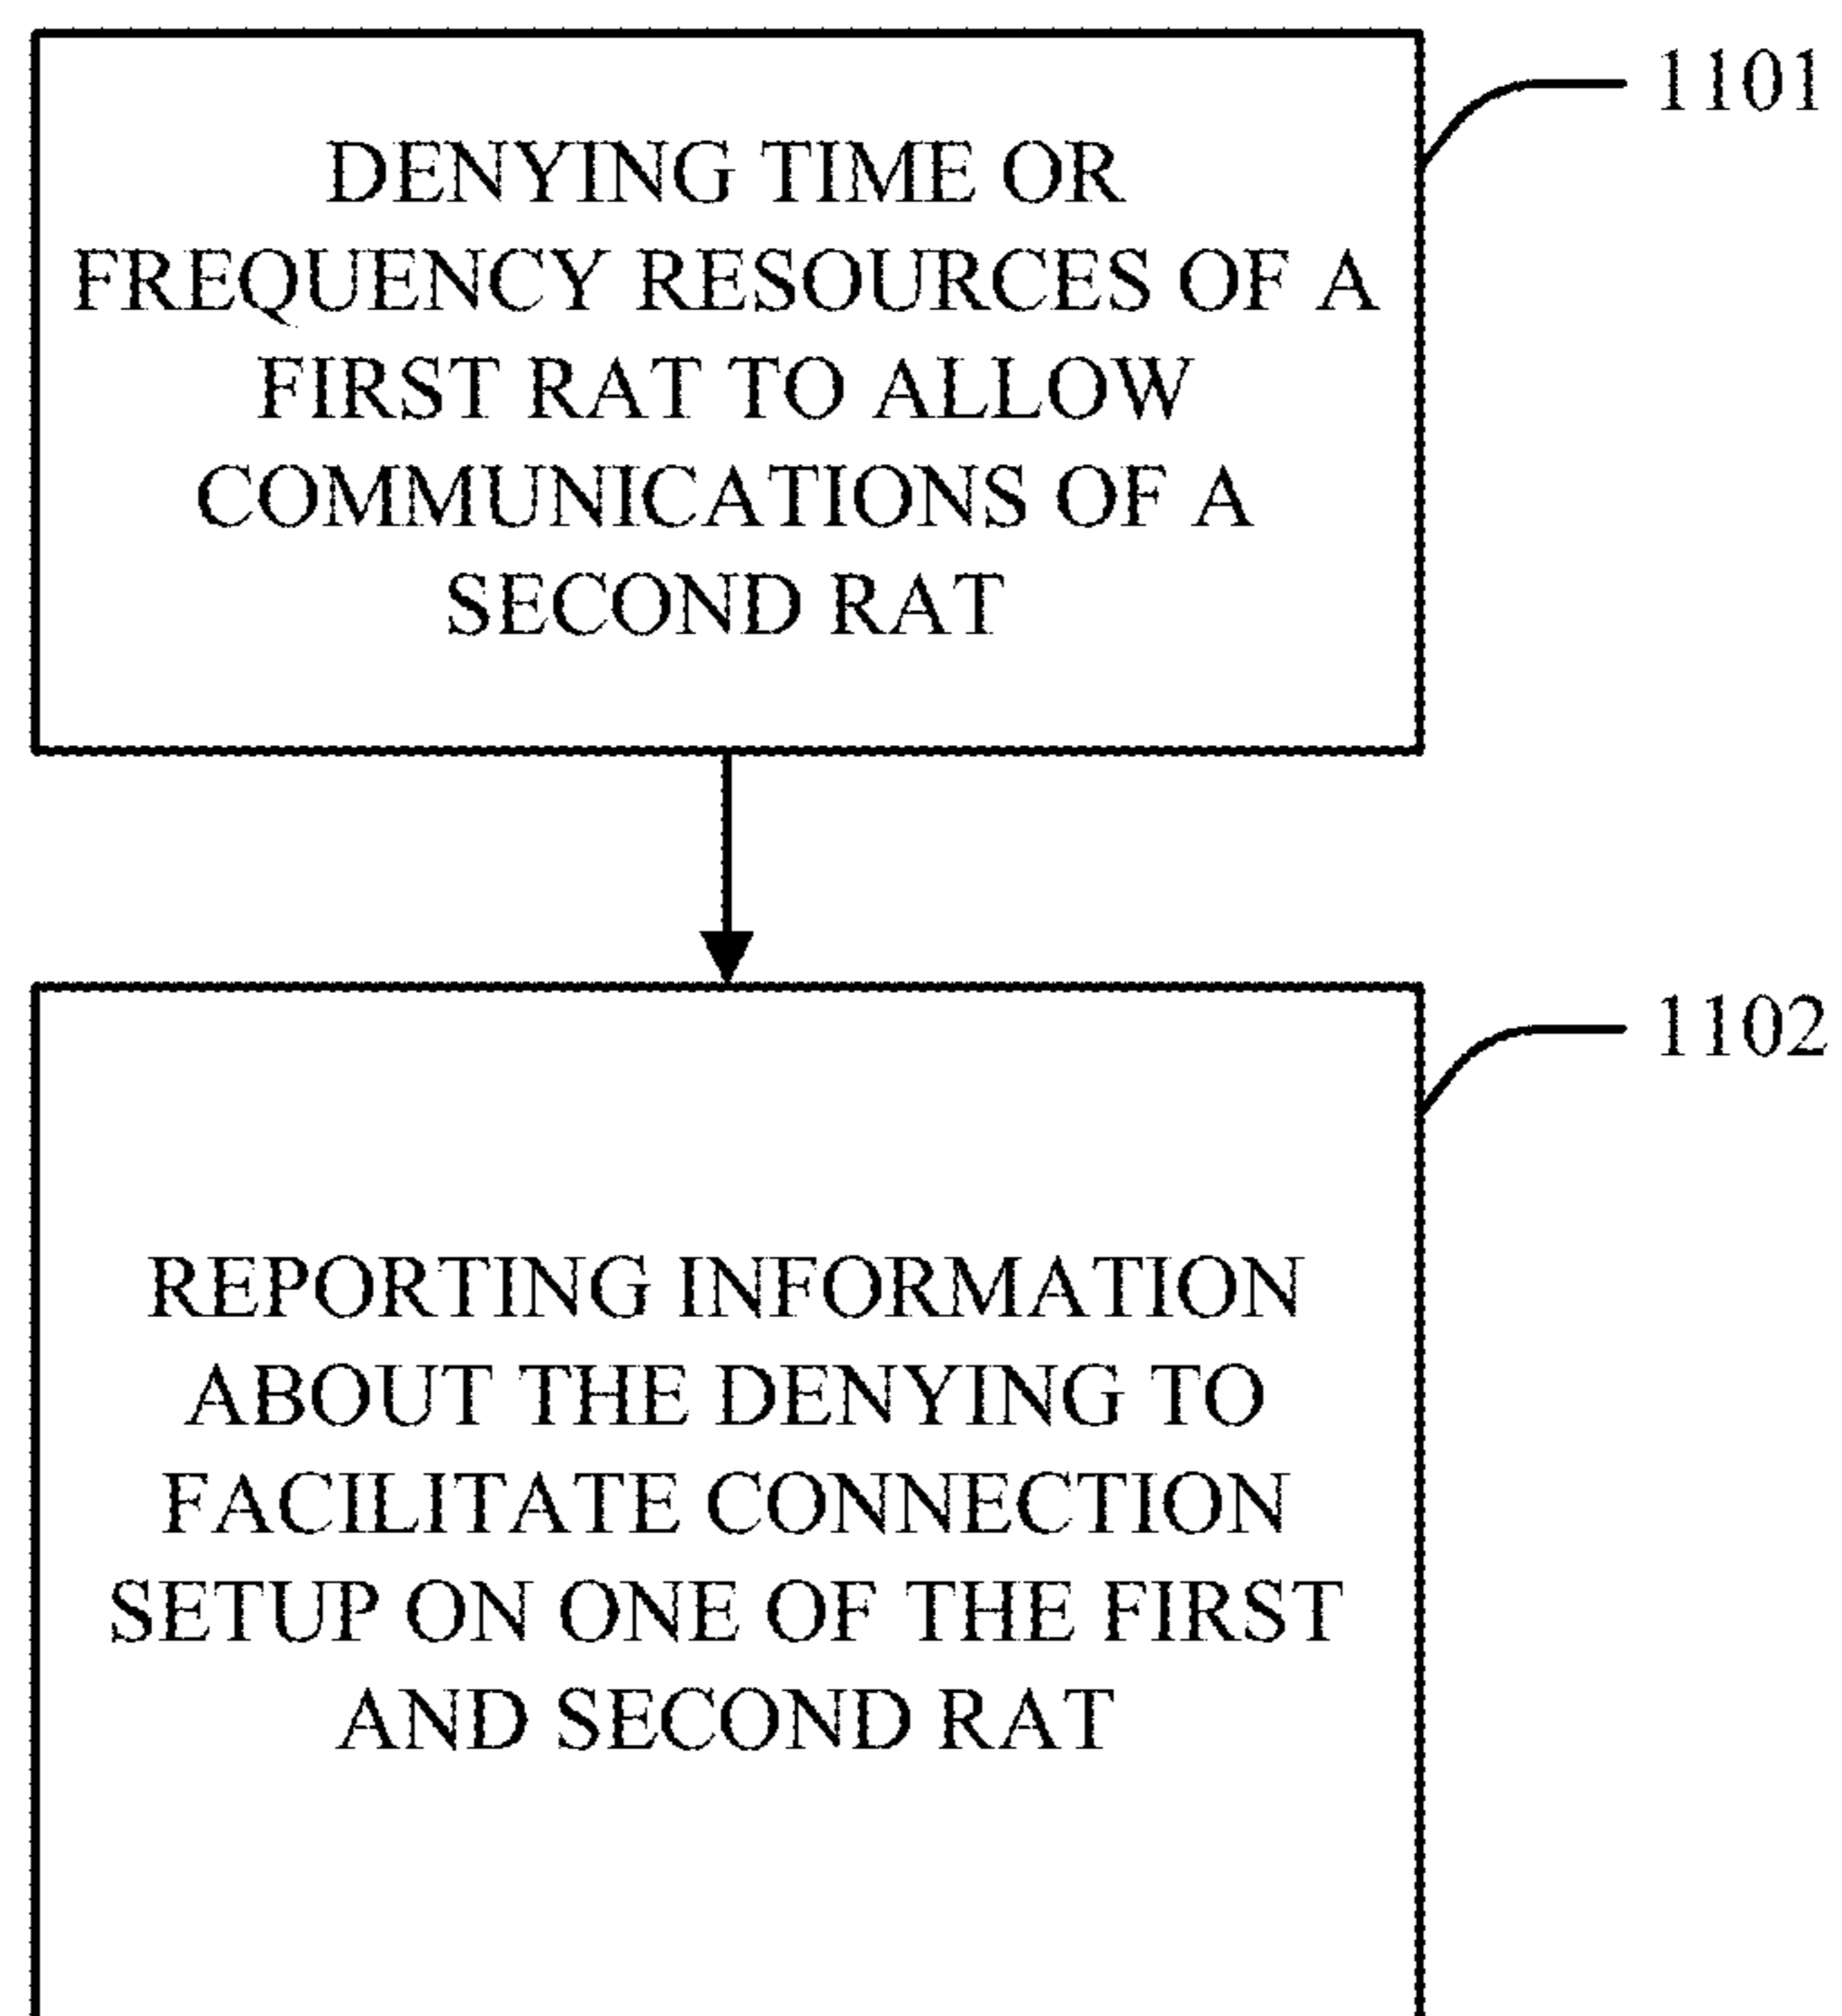 1101
DENYING TIME OR
FREQUENCY RESOURCES OF A
FIRST RAT TO ALLOW
COMMUNICATIONS OF A
SECOND RAT
1102
REPORTING INFORMATION
ABOUT THE DENYING TO
FACILITATE CONNECTION
SETUP ON ONE OF THE FIRST
AND SECOND RAT